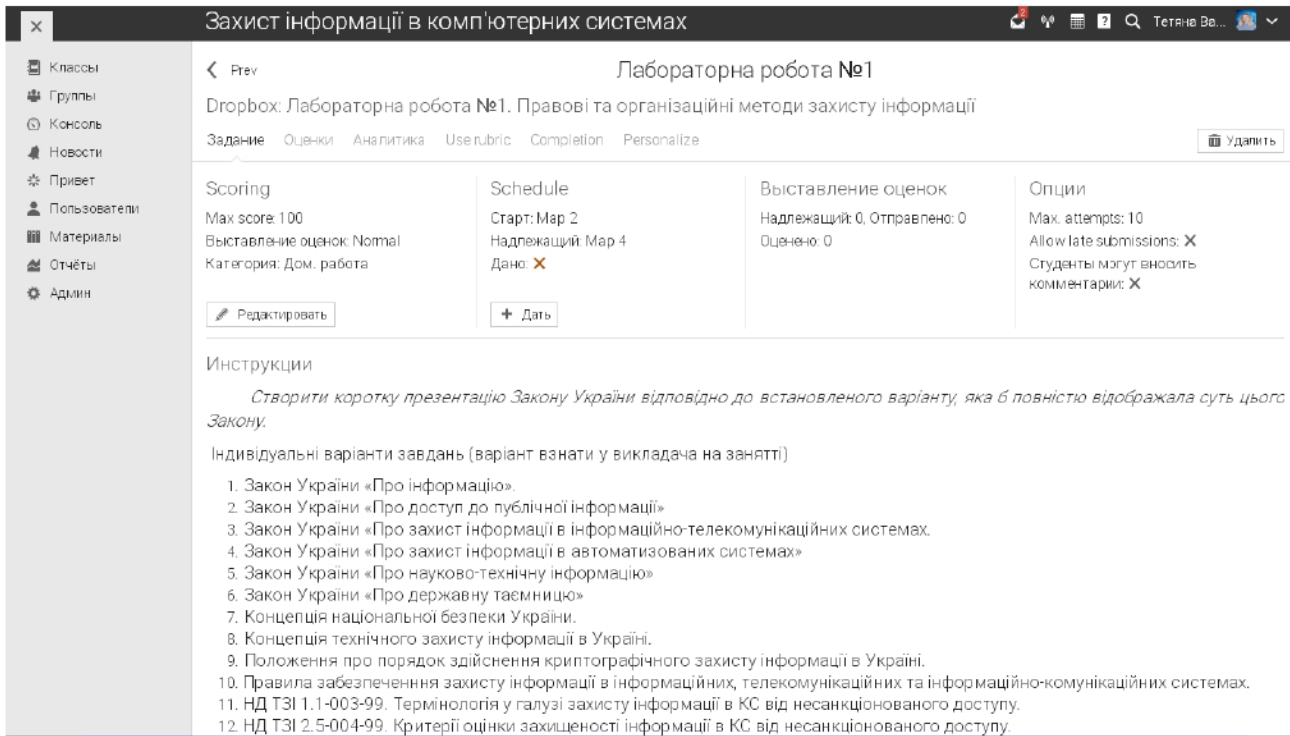 Захист інформації в комп'ютерних системах
2
Тетяна Ва...
Классы
Группы
Консоль
Новости
Привет
Пользователи
Материалы
Отчёты
Админ
Prev
Лабораторна робота №1
Dropbox: Лабораторна робота №1. Правові та організаційні методи захисту інформації
Задание Оценки Аналитика Use rubric Completion Personalize
Удалить
Scoring
Max score: 100
Выставление оценок: Normal
Категория: Дом. работа
Редактировать
Schedule
Старт: Мар 2
Надлежащий: Мар 4
Дано: X
+ Дать
Выставление оценок
Надлежащий: 0, Отправлено: 0
Оценено: 0
Опции
Max. attempts: 10
Allow late submissions: X
Студенты могут вносить
комментарии: X
Инструкции
Створити коротку презентацію Закону України відповідно до встановленого варіанту, яка б повністю відображала суть цього
Закону.
Індивідуальні варіанти завдань (варіант взнати у викладача на занятті)
1. Закон України «Про інформацію».
2. Закон України «Про доступ до публічної інформації»
3. Закон України «Про захист інформації в інформаційно-телекомунікаційних системах.
4. Закон України «Про захист інформації в автоматизованих системах»
5. Закон України «Про науково-технічну інформацію»
6. Закон України «Про державну таємницю»
7. Концепція національної безпеки України.
8. Концепція технічного захисту інформації в Україні.
9. Положення про порядок здійснення криптографічного захисту інформації в Україні.
10. Правила забезпеченння захисту інформації в інформаційних, телекомунікаційних та інформаційно-комунікаційних системах.
11. НД ТЗІ 1.1-003-99. Термінологія у галузі захисту інформації в КС від несанкціонованого доступу.
12. НД ТЗІ 2.5-004-99. Критерії оцінки захищеності інформації в КС від несанкціонованого доступу.